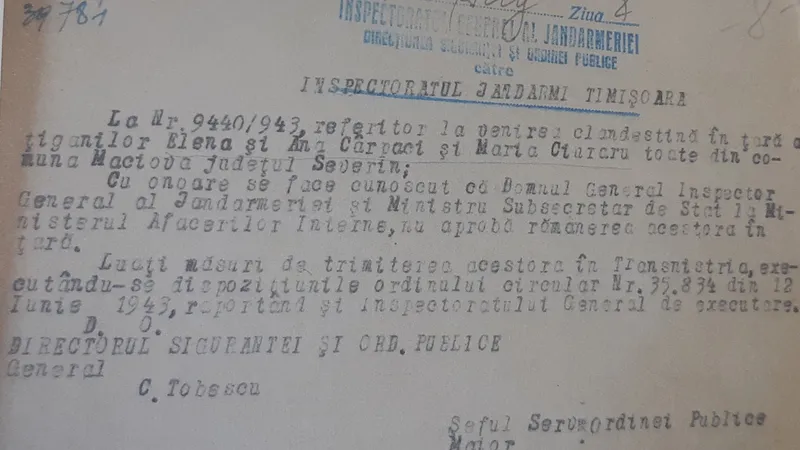 39781
Ziua 8
-8-
INSPECTORATUL GENERAL AL JANDARMERIEI
DIRECŢIUNEA SIGURANŢEI ŞI ORDINEI PUBLICE
către
INSPECTORATUL JANDARMI TIMIŞOARA
La Nr.9440/943, referitor la venirea clandestină în ţară a
ţiganilor Elena şi Ana Cârpaci şi Maria Ciuraru toate din co-
muna Maciova judeţul Severin;
Cu onoare se face cunoscut că Domnul General Inspector
General al Jandarmeriei şi Ministru Subsecretar de Stat la Mi-
nisterul Afacerilor Interne, nu aprobă rămânerea acestora în
ţară.
Luaţi măsuri de trimiterea acestora în Transnistria, exe-
cutându-se dispoziţiunile ordinului circular Nr.35.834 din 12
Iunie 1943, raportând şi Inspectoratului General de executare.
D. O.
DIRECTORUL SIGURANTEI ŞI ORD. PUBLICE
General
C. Tobescu
Şeful Serv. Ordinei Publice
Maior